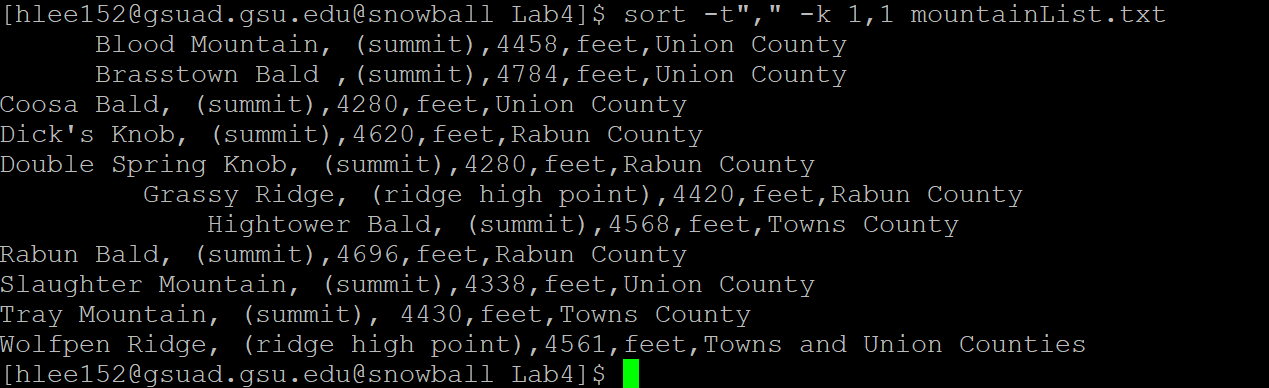 [hlee152@gsuad.gsu.edu@snowball Lab4]$ sort -t"," -k 1,1 mountainList.txt
      Blood Mountain, (summit),4458,feet,Union County
      Brasstown Bald ,(summit),4784,feet,Union County
Coosa Bald, (summit),4280,feet,Union County
Dick's Knob, (summit),4620,feet,Rabun County
Double Spring Knob, (summit),4280,feet,Rabun County
         Grassy Ridge, (ridge high point),4420,feet,Rabun County
             Hightower Bald, (summit),4568,feet,Towns County
Rabun Bald, (summit),4696,feet,Rabun County
Slaughter Mountain, (summit),4338,feet,Union County
Tray Mountain, (summit), 4430,feet,Towns County
Wolfpen Ridge, (ridge high point),4561,feet,Towns and Union Counties
[hlee152@gsuad.gsu.edu@snowball Lab4]$